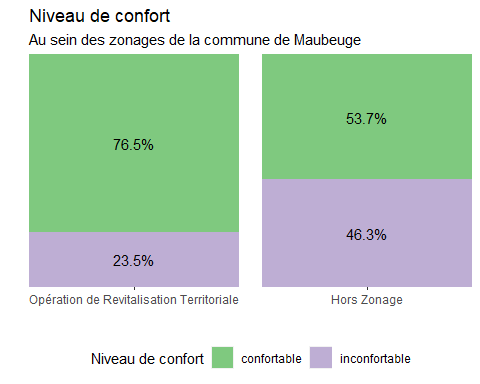 Niveau de confort
Au sein des zonages de la commune de Maubeuge
76.5%
53.7%
23.5%
46.3%
Opération de Revitalisation Territoriale
Hors Zonage
Niveau de confort
confortable
inconfortable